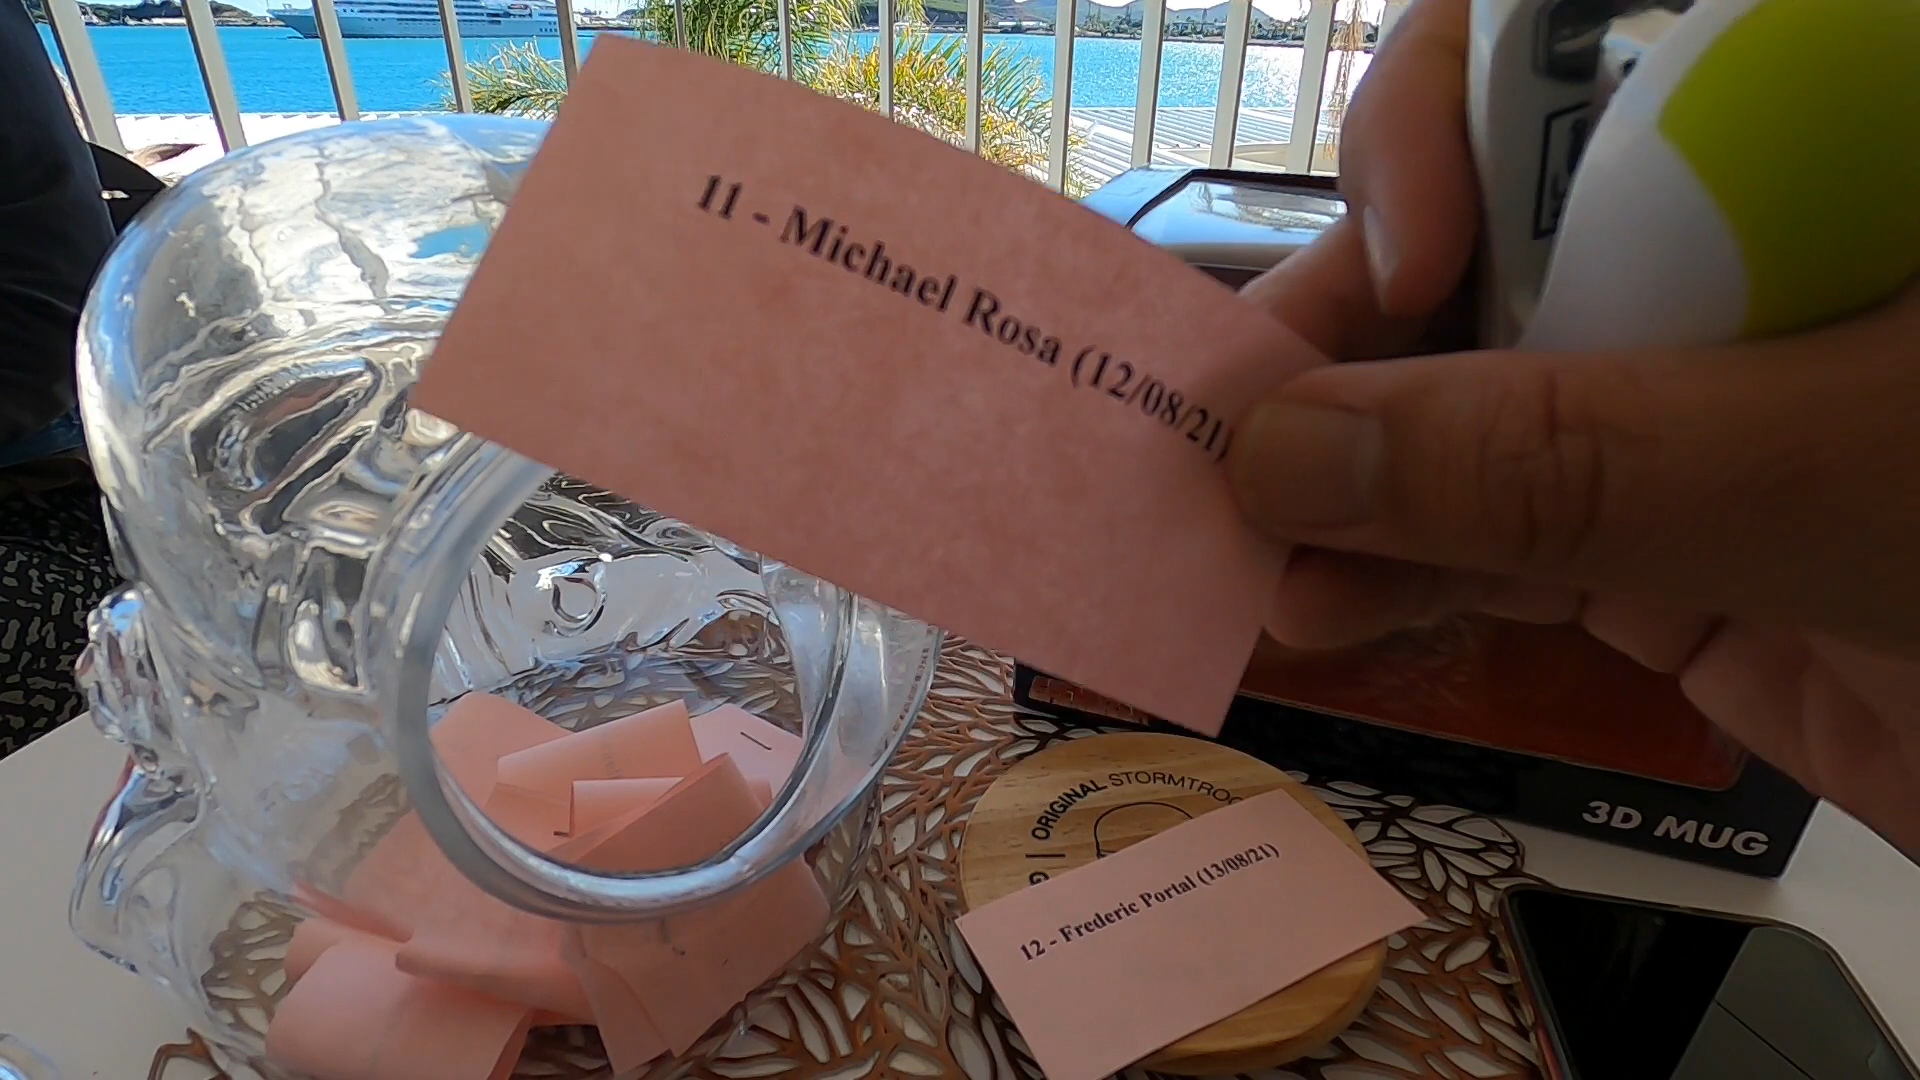 11 - Michael Rosa (12/08/21)
ORIGINAL STORMTROO
12 - Frederic Portal (13/08/21)
3D MUG